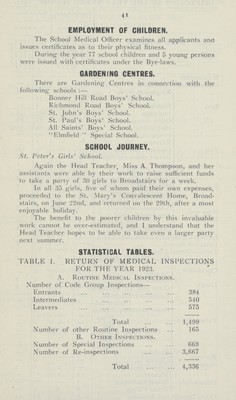 41
EMPLOYMENT OF CHILDREN.
The School Medical Officer examines all applicants and
issues certificates as to their physical fitness.
During the year 77 school children and 5 young persons
were issued with certificates under the Bye-laws.
GARDENING CENTRES.
There are Gardening Centres in connection with the
following schools :—
Bonner Hill Road Boys' School.
Richmond Road Boys' School.
St. John's Boys' School.
St. Paul's Boys' School.
All Saints' Boys' School.
"Elmfield" Special School.
SCHOOL JOURNEY.
St. Peter's Girls' School.
Again the Head Teacher, Miss A. Thompson, and her
assistants were able by their work to raise sufficient funds
to take a party of 30 girls to Broadstairs for a week.
In all 35 girls, five of whom paid their own expenses,
proceeded to the St. Mary's Convalescent Home, Broad-
stairs, on June 22nd, and returned on the 29th, after a most
enjoyable holiday.
The benefit to the poorer children by this invaluable
work cannot be over-estimated, and I understand that the
Head Teacher hopes to be able to take even a larger party
next summer.
STATISTICAL TABLES.
TABLE I. RETURN OF MEDICAL INSPECTIONS
FOR THE YEAR 1923.
A. ROUTINE MEDICAL INSPECTIONS.
Number of Code Group Inspections—
Entrants ... ... ... ... 384
Intermediates ... ... ... 540
Leavers ... ... ... ... 575
Total ... ... 1,499
Number of other Routine Inspections ... 165
B. OTHER INSPECTIONS.
Number of Special Inspections ... ... 669
Number of Re-inspections ... ... ... 3,667
Total ... ... 4,336